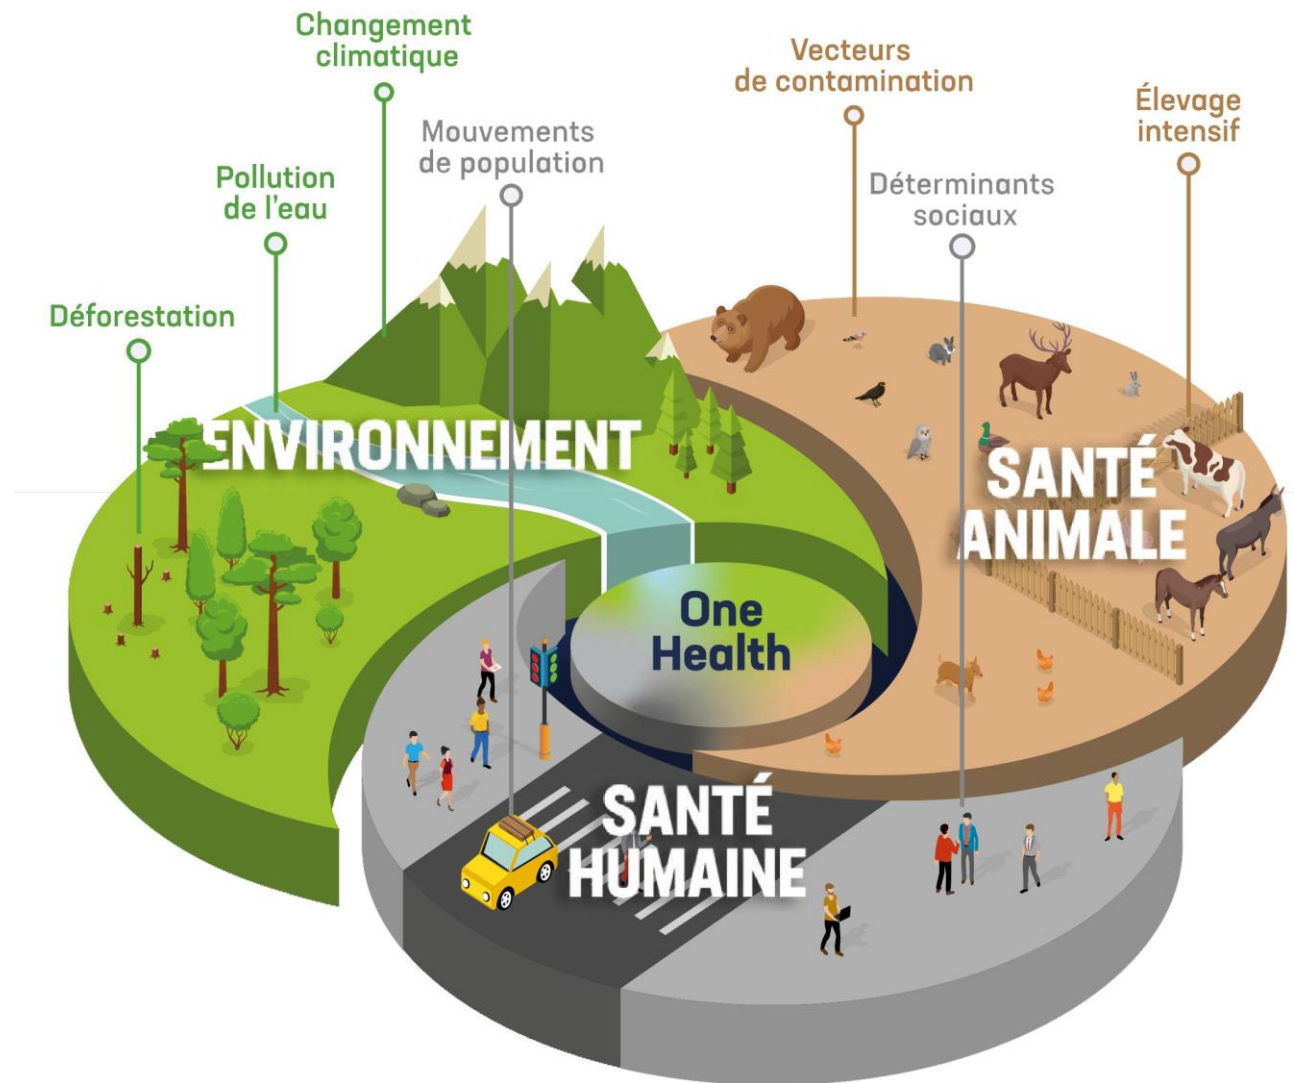 Changement
climatique
Vecteurs
de contamination
Élevage
intensif
Mouvements
de population
Pollution
de l'eau
Déterminants
sociaux
Déforestation
ENVIRONNEMENT
SANTÉ
ANIMALE
One
Health
SANTÉ
HUMAINE